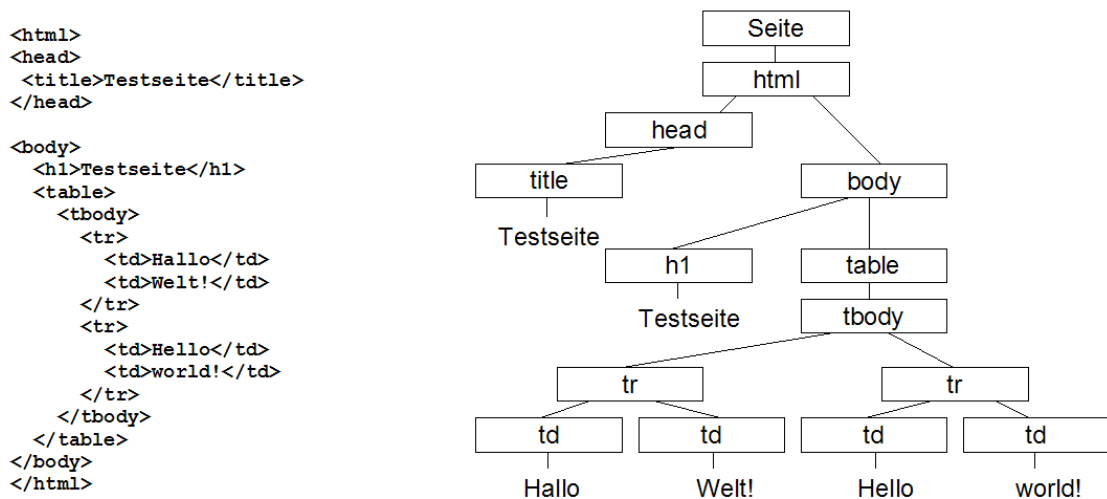 <html>
<head>
<title>Testseite</title>
</head>
<body>
<h1>Testseite</h1>
<table>
<tbody>
<tr>
<td>Hallo</td>
<td>Welt!</td>
</tr>
<tr>
<td>Hello</td>
<td>world!</td>
</tr>
</tbody>
</table>
</body>
</html>
Seite
html
head
title
body
Testseite
h1
table
Testseite
tbody
tr
tr
td
td
td
td
Hallo
Welt!
Hello
world!